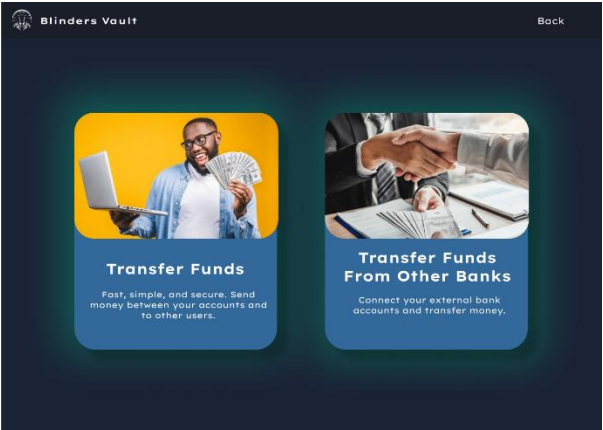 Blinders Vault
Back
Transfer Funds
Fast, simple, and secure. Send
money between your accounts and
to other users.
Transfer Funds
From Other Banks
Connect your external bank
accounts and transfer money.